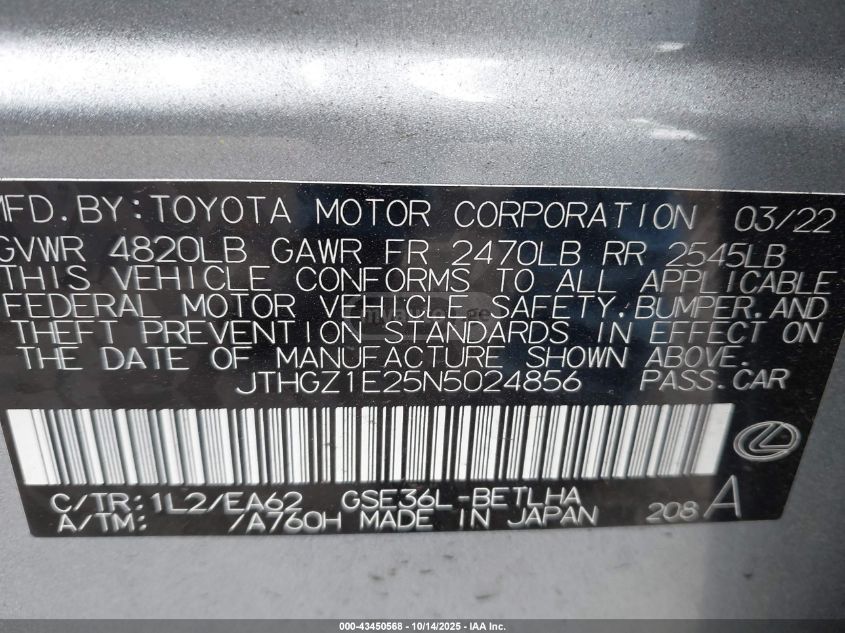 MFD. BY: TOYOTA MOTOR CORPORATION 03/22
GVWR 4820LB GAWR FR 2470LB RR 2545LB
THIS VEHICLE CONFORMS TO ALL APPLICABLE
FEDERAL MOTOR VEHICLE SAFETY, BUMPER, AND
THEFT PREVENTION STANDARDS IN EFFECT ON
THE DATE OF MANUFACTURE SHOWN ABOVE.
JTHGZ1E25N5024856 PASS. CAR
C/TR: 1L2/EA62 GSE36L-BETLHA
A/TM: /A760H MADE IN JAPAN 208 A
000-43450568 - 10/14/2025 - IAA Inc.